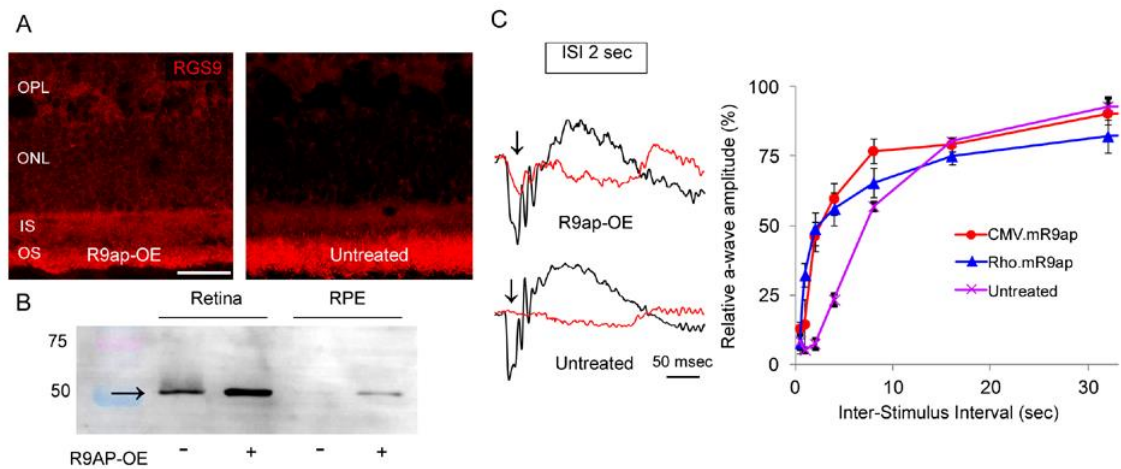 A
RGS9
OPL
ONL
IS
OS
R9ap-OE
Untreated
B
Retina RPE
75
50
R9AP-OE - + - +
C
ISI 2 sec
R9ap-OE
Untreated
50 msec
Relative a-wave amplitude (%)
100
75
50
25
0
0 10 20 30
Inter-Stimulus Interval (sec)
CMV.mR9ap
Rho.mR9ap
Untreated